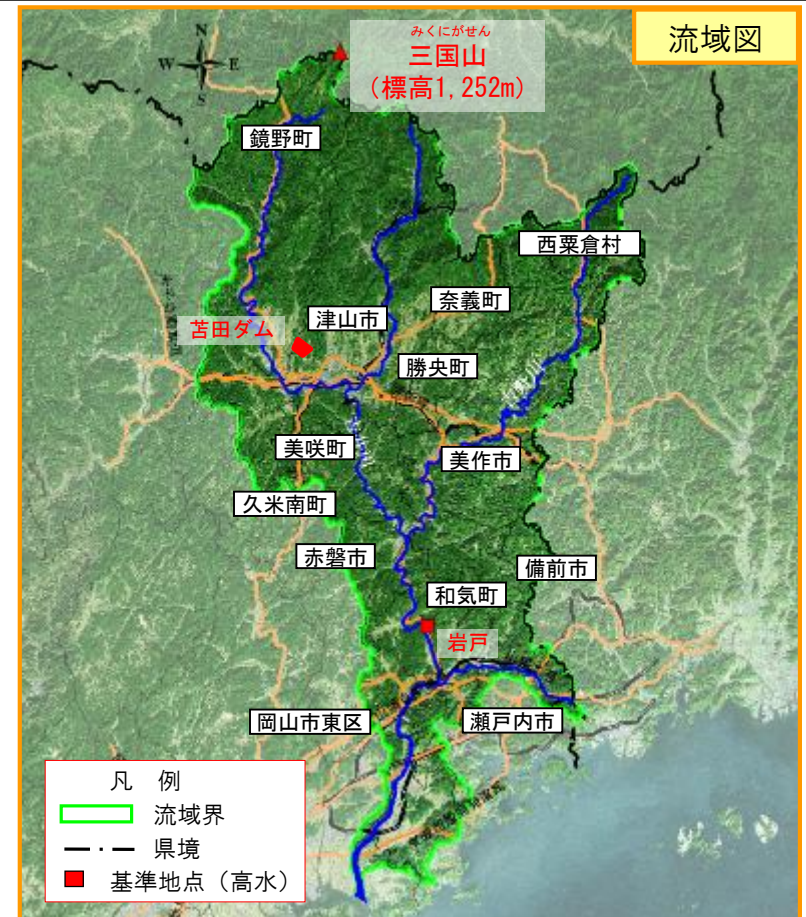 流域図
みくにがせん
三国山
(標高1,252m)
N
W
E
S
鏡野町
西粟倉村
奈義町
津山市
苫田ダム
勝央町
美咲町
美作市
久米南町
赤磐市
備前市
和気町
岩戸
岡山市東区
瀬戸内市
凡 例
流域界
県境
基準地点（高水）